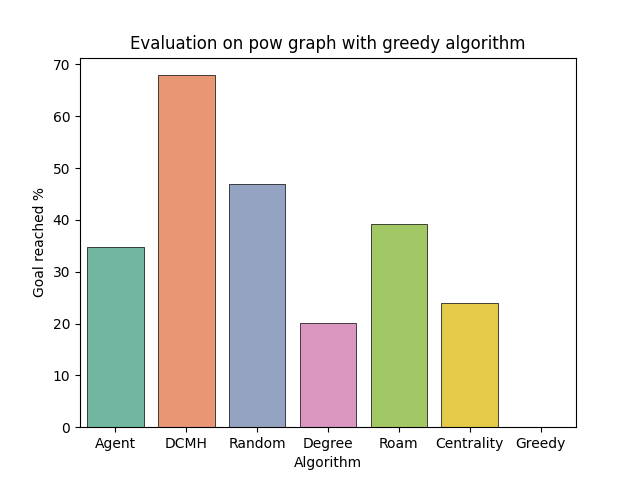 Evaluation on pow graph with greedy algorithm
70
60
50
40
30
20
10
0
Goal reached %
Agent DCMH Random Degree Roam Centrality Greedy
Algorithm